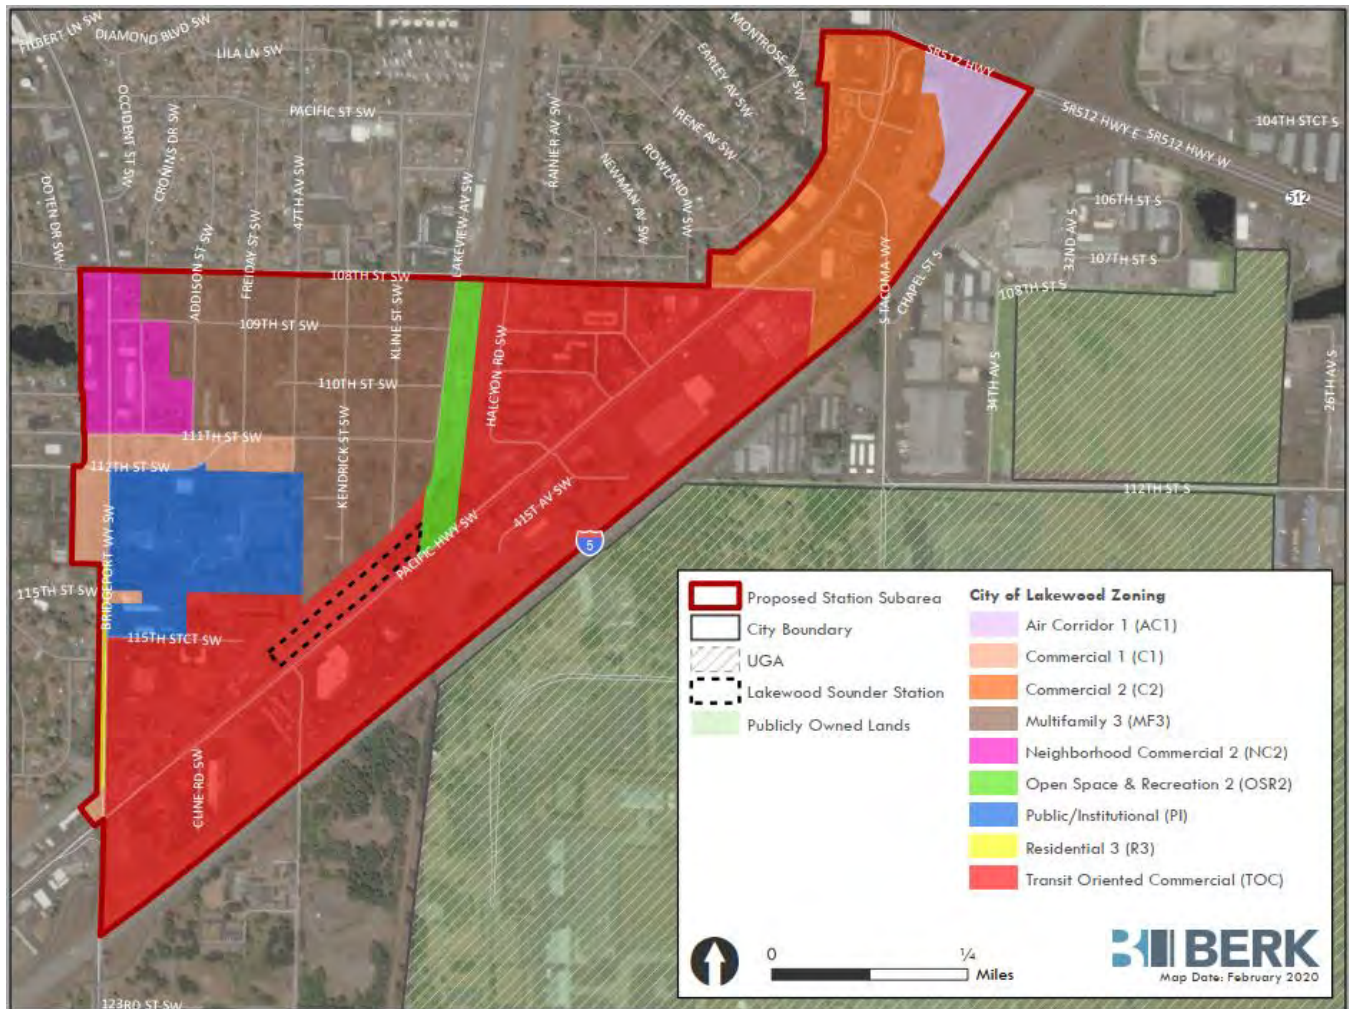 FILBERT LN SW
DIAMOND BLVD SW
LILA LN SW
PACIFIC ST SW
OCCIDENT ST SW
CRONINS DR SW
DOTEN DR SW
ADDISON ST SW
FREIDAY ST SW
47TH AV SW
KLINE ST SW
LAKEVIEW AV SW
RAINIER AV SW
MONTROSE AV SW
EARLEY AV SW
IRENE AV SW
ROWLAND AV SW
NEWMAN AV SW
SR512 HWY
SR512 HWY E
SR512 HWY W
104TH STCT S
512
106TH ST S
107TH ST S
108TH ST S
32ND AV S
34TH AV S
26TH AV S
S TACOMA WY
CHAPEL ST S
112TH ST S
108TH ST SW
109TH ST SW
110TH ST SW
111TH ST SW
112TH ST SW
KENDRICK ST SW
HALCYON RD SW
41ST AV SW
PACIFIC HWY SW
5
BRIDGEPORT WY SW
115TH ST SW
115TH STCT SW
CLINE RD SW
123RD ST SW
Proposed Station Subarea
City Boundary
UGA
Lakewood Sounder Station
Publicly Owned Lands
City of Lakewood Zoning
Air Corridor 1 (AC1)
Commercial 1 (C1)
Commercial 2 (C2)
Multifamily 3 (MF3)
Neighborhood Commercial 2 (NC2)
Open Space & Recreation 2 (OSR2)
Public/Institutional (PI)
Residential 3 (R3)
Transit Oriented Commercial (TOC)
0 ¼
Miles
BERK
Map Date: February 2020